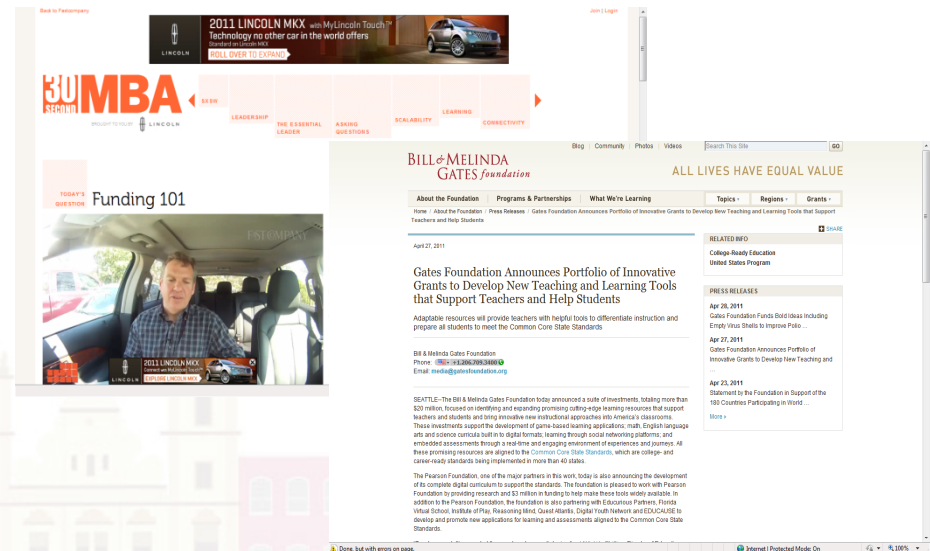 Back to Fastcompany
Join | Login
2011 LINCOLN MKX with MyLincoln Touch™
Technology no other car in the world offers
Standard on Lincoln MKX
ROLL OVER TO EXPAND
LINCOLN
30 SECOND MBA
BROUGHT TO YOU BY LINCOLN
SXSW
LEADERSHIP
THE ESSENTIAL
LEADER
ASKING
QUESTIONS
SCALABILITY
LEARNING
CONNECTIVITY
TODAY'S
QUESTION
Funding 101
FAST COMPANY
2011 LINCOLN MKX
Connect with MyLincoln Touch™
EXPLORE LINCOLN MKX
LINCOLN
Blog | Community | Photos | Videos
Search This Site
GO
BILL & MELINDA
GATES foundation
ALL LIVES HAVE EQUAL VALUE
About the Foundation
Programs & Partnerships
What We're Learning
Topics
Regions
Grants
Home / About the Foundation / Press Releases / Gates Foundation Announces Portfolio of Innovative Grants to Develop New Teaching and Learning Tools that Support
Teachers and Help Students
SHARE
April 27, 2011
Gates Foundation Announces Portfolio of Innovative
Grants to Develop New Teaching and Learning Tools
that Support Teachers and Help Students
Adaptable resources will provide teachers with helpful tools to differentiate instruction and
prepare all students to meet the Common Core State Standards
Bill & Melinda Gates Foundation
Phone: +1.206.709.3400
Email: media@gatesfoundation.org
SEATTLE--The Bill & Melinda Gates Foundation today announced a suite of investments, totaling more than
$20 million, focused on identifying and expanding promising cutting-edge learning resources that support
teachers and students and bring innovative new instructional approaches into America's classrooms.
These investments support the development of game-based learning applications; math, English language
arts and science curricula built in to digital formats; learning through social networking platforms; and
embedded assessments through a real-time and engaging environment of experiences and journeys. All
these promising resources are aligned to the Common Core State Standards, which are college- and
career-ready standards being implemented in more than 40 states.
The Pearson Foundation, one of the major partners in this work, today is also announcing the development
of its complete digital curriculum to support the standards. The foundation is pleased to work with Pearson
Foundation by providing research and $3 million in funding to help make these tools widely available. In
addition to the Pearson Foundation, the foundation is also partnering with Educurious Partners, Florida
Virtual School, Institute of Play, Reasoning Mind, Quest Atlantis, Digital Youth Network and EDUCAUSE to
develop and promote new applications for learning and assessments aligned to the Common Core State
Standards.
RELATED INFO
College-Ready Education
United States Program
PRESS RELEASES
Apr 28, 2011
Gates Foundation Funds Bold Ideas Including
Empty Virus Shells to Improve Polio ...
Apr 27, 2011
Gates Foundation Announces Portfolio of
Innovative Grants to Develop New Teaching and
...
Apr 23, 2011
Statement by the Foundation in Support of the
180 Countries Participating in World ...
More
Done, but with errors on page.
Internet | Protected Mode: On
100%